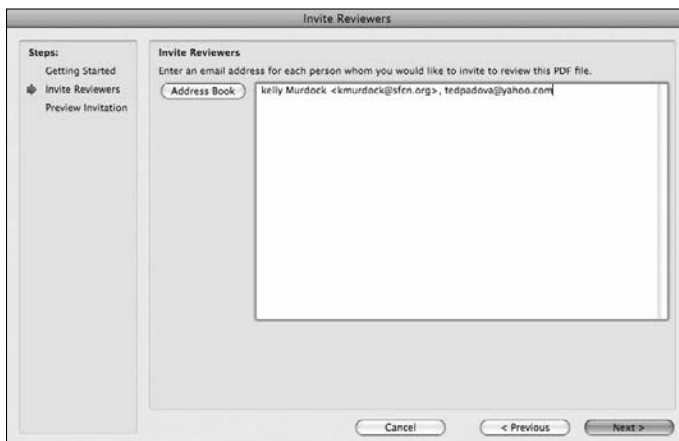 Invite Reviewers
Steps:
Getting Started
Invite Reviewers
Preview Invitation
Invite Reviewers
Enter an email address for each person whom you would like to invite to review this PDF file.
Address Book
kelly Murdock <kmurdock@sfcn.org>, tedpadova@yahoo.com
Cancel
< Previous
Next >